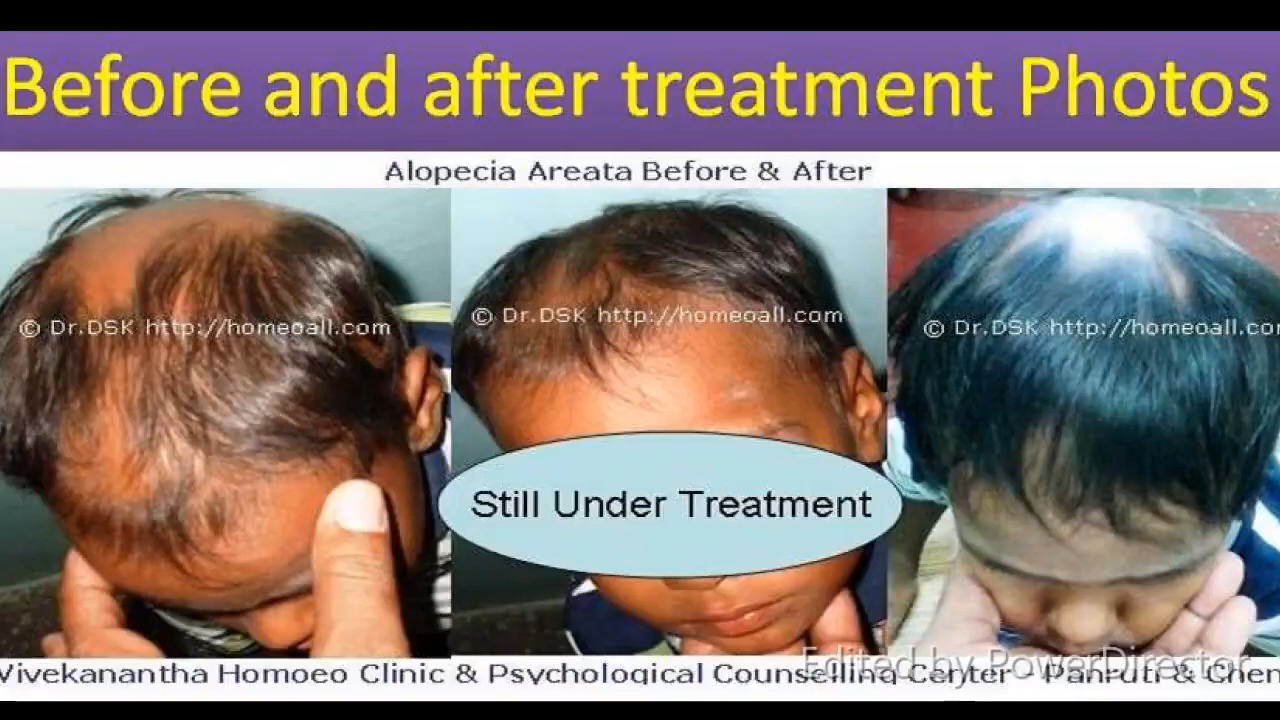 Before and after treatment Photos
Alopecia Areata Before & After
© Dr.DSK http://homeoall.com
© Dr.DSK http://homeoall.com
© Dr.DSK http://homeoall.com
Still Under Treatment
Vivekanantha Homoeo Clinic & Psychological Counselling Center - Panruti & Chen
Edited by PowerDirector